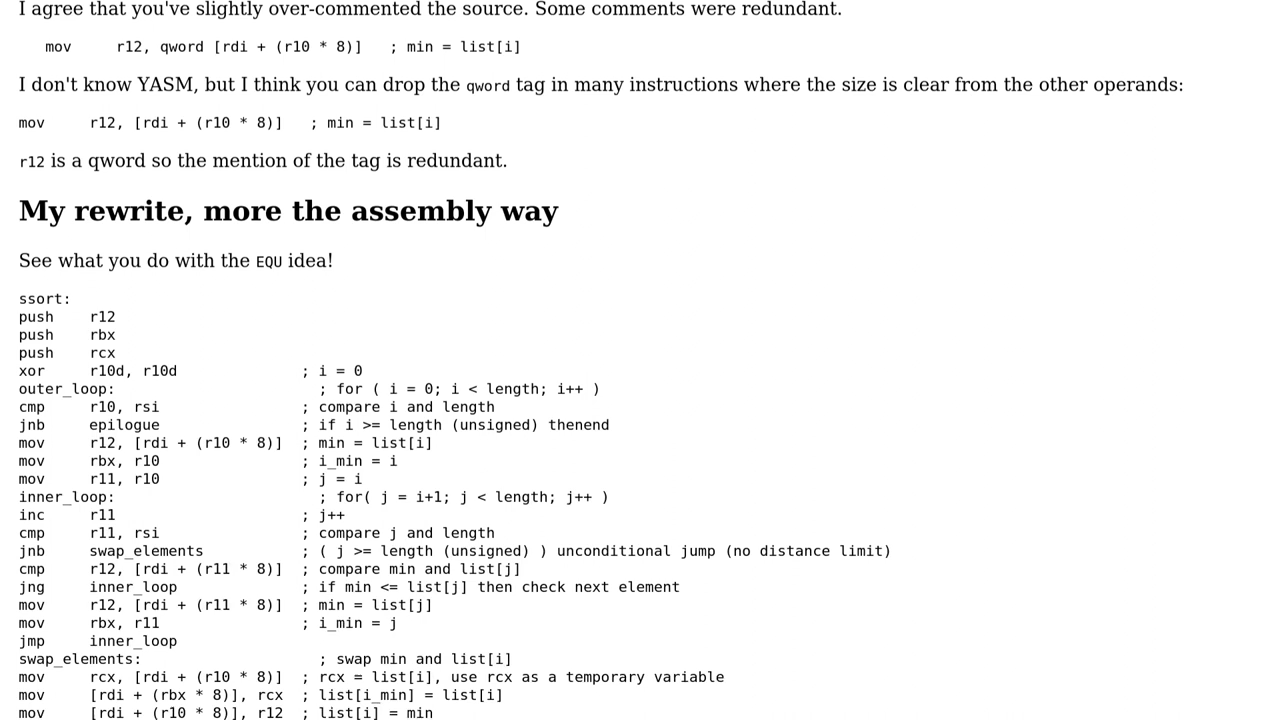 I agree that you've slightly over-commented the source. Some comments were redundant.
mov     r12, qword [rdi + (r10 * 8)]   ; min = list[i]
I don't know YASM, but I think you can drop the qword tag in many instructions where the size is clear from the other operands:
mov     r12, [rdi + (r10 * 8)]   ; min = list[i]
r12 is a qword so the mention of the tag is redundant.
My rewrite, more the assembly way
See what you do with the EQU idea!
ssort:
push    r12
push    rbx
push    rcx
xor     r10d, r10d              ; i = 0
outer_loop:                       ; for ( i = 0; i < length; i++ )
cmp     r10, rsi                ; compare i and length
jnb     epilogue                ; if i >= length (unsigned) thenend
mov     r12, [rdi + (r10 * 8)]  ; min = list[i]
mov     rbx, r10                ; i_min = i
mov     r11, r10                ; j = i
inner_loop:                       ; for( j = i+1; j < length; j++ )
inc     r11                     ; j++
cmp     r11, rsi                ; compare j and length
jnb     swap_elements           ; ( j >= length (unsigned) ) unconditional jump (no distance limit)
cmp     r12, [rdi + (r11 * 8)]  ; compare min and list[j]
jng     inner_loop              ; if min <= list[j] then check next element
mov     r12, [rdi + (r11 * 8)]  ; min = list[j]
mov     rbx, r11                ; i_min = j
jmp     inner_loop
swap_elements:                    ; swap min and list[i]
mov     rcx, [rdi + (r10 * 8)]  ; rcx = list[i], use rcx as a temporary variable
mov     [rdi + (rbx * 8)], rcx  ; list[i_min] = list[i]
mov     [rdi + (r10 * 8)], r12  ; list[i] = min